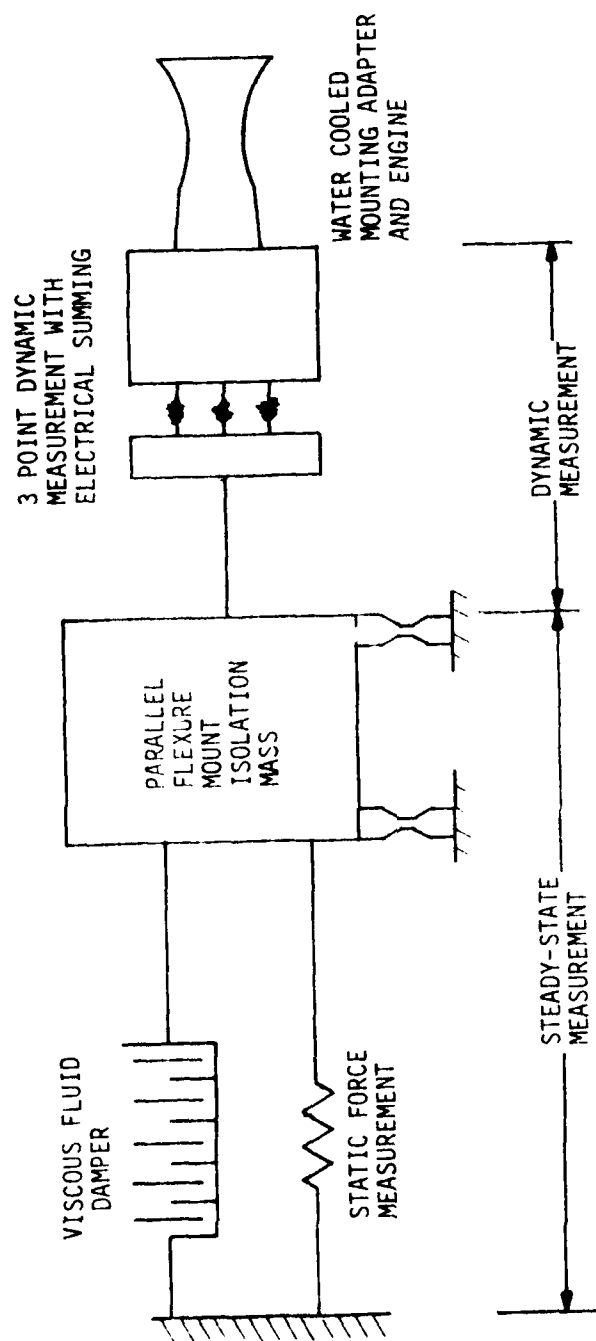 3 POINT DYNAMIC
MEASUREMENT WITH
ELECTRICAL SUMMING
WATER COOLED
MOUNTING ADAPTER
AND ENGINE
PARALLEL
FLEXURE
MOUNT
ISOLATION
MASS
VISCOUS FLUID
DAMPER
STATIC FORCE
MEASUREMENT
STEADY-STATE
MEASUREMENT
DYNAMIC
MEASUREMENT